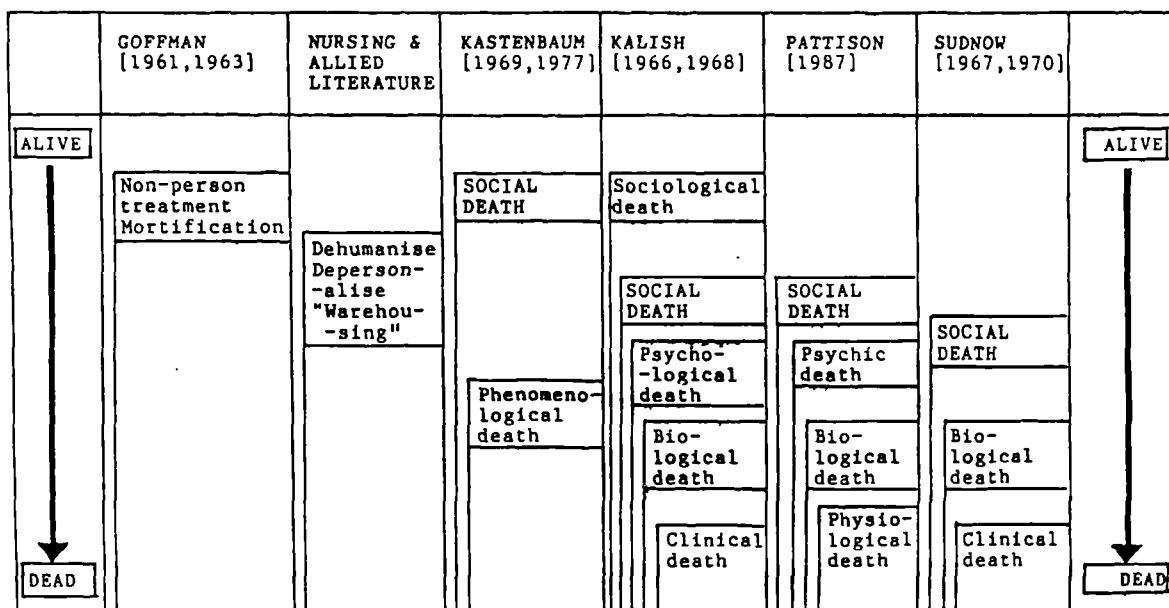 GOFFMAN
[1961,1963]
NURSING &
ALLIED
LITERATURE
KASTENBAUM
[1969,1977]
KALISH
[1966,1968]
PATTISON
[1987]
SUDNOW
[1967,1970]
ALIVE
DEAD
Non-person
treatment
Mortification
Dehumanise
Deperson-
-alise
"Warehou-
-sing"
SOCIAL
DEATH
Phenomeno-
logical
death
Sociological
death
SOCIAL
DEATH
Psycho-
-logical
death
Bio-
logical
death
Clinical
death
SOCIAL
DEATH
Psychic
death
Bio-
logical
death
Physio-
logical
death
SOCIAL
DEATH
Bio-
logical
death
Clinical
death
ALIVE
DEAD